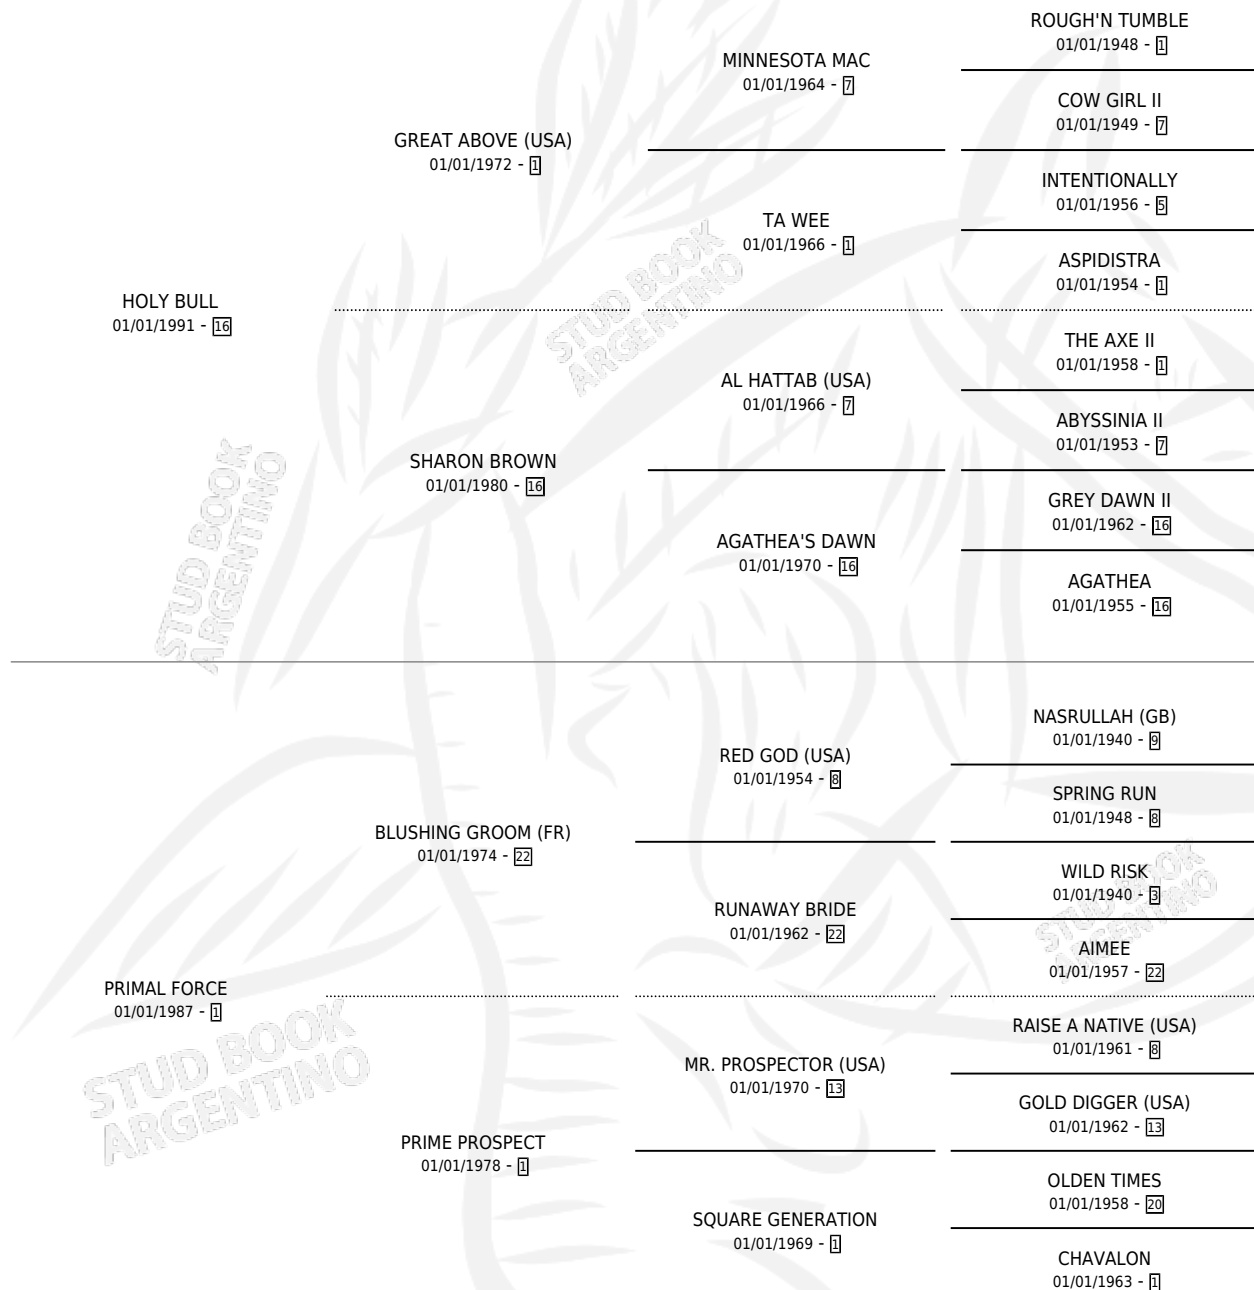 ROUGH'N TUMBLE
01/01/1948 - 1
MINNESOTA MAC
01/01/1964 - 7
COW GIRL II
01/01/1949 - 7
GREAT ABOVE (USA)
01/01/1972 - 1
INTENTIONALLY
01/01/1956 - 5
TA WEE
01/01/1966 - 1
ASPIDISTRA
01/01/1954 - 1
HOLY BULL
01/01/1991 - 16
THE AXE II
01/01/1958 - 1
AL HATTAB (USA)
01/01/1966 - 7
ABYSSINIA II
01/01/1953 - 7
SHARON BROWN
01/01/1980 - 16
GREY DAWN II
01/01/1962 - 16
AGATHEA'S DAWN
01/01/1970 - 16
AGATHEA
01/01/1955 - 16
NASRULLAH (GB)
01/01/1940 - 9
RED GOD (USA)
01/01/1954 - 8
SPRING RUN
01/01/1948 - 8
BLUSHING GROOM (FR)
01/01/1974 - 22
WILD RISK
01/01/1940 - 3
RUNAWAY BRIDE
01/01/1962 - 22
AIMEE
01/01/1957 - 22
PRIMAL FORCE
01/01/1987 - 1
RAISE A NATIVE (USA)
01/01/1961 - 8
MR. PROSPECTOR (USA)
01/01/1970 - 13
GOLD DIGGER (USA)
01/01/1962 - 13
PRIME PROSPECT
01/01/1978 - 1
OLDEN TIMES
01/01/1958 - 20
SQUARE GENERATION
01/01/1969 - 1
CHAVALON
01/01/1963 - 1
STUD BOOK
ARGENTINO
STUD BOOK
ARGENTINO
STUD BOOK
ARGENTINO
STUD BOOK
ARGENTINO